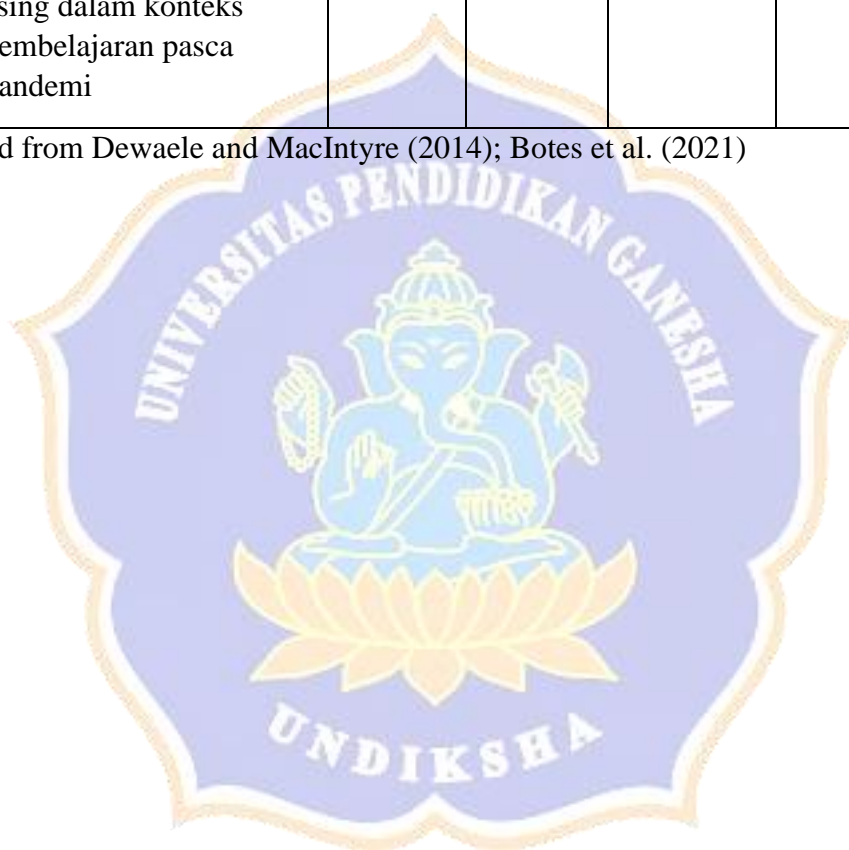 sing dalam konteks
embelajaran pasca
andemi
d from Dewaele and MacIntyre (2014); Botes et al. (2021)
UNIVERSITAS PENDIDIKAN GANESHA
UNDIKSHA